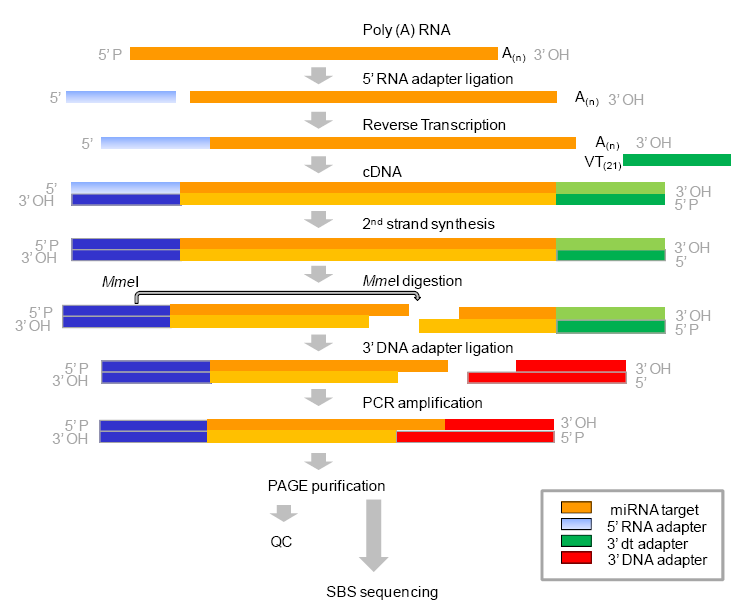 Poly (A) RNA
5' P
A(n) 3' OH
5' RNA adapter ligation
5'
A(n) 3' OH
Reverse Transcription
5'
A(n) 3' OH
VT(21)
cDNA
5'
3' OH
3' OH
5' P
2nd strand synthesis
5' P
3' OH
3' OH
5'
MmeI
MmeI digestion
5' P
3' OH
3' OH
5' P
3' DNA adapter ligation
5' P
3' OH
3' OH
5'
PCR amplification
5' P
3' OH
3' OH
5' P
PAGE purification
QC
SBS sequencing
miRNA target
5' RNA adapter
3' dt adapter
3' DNA adapter